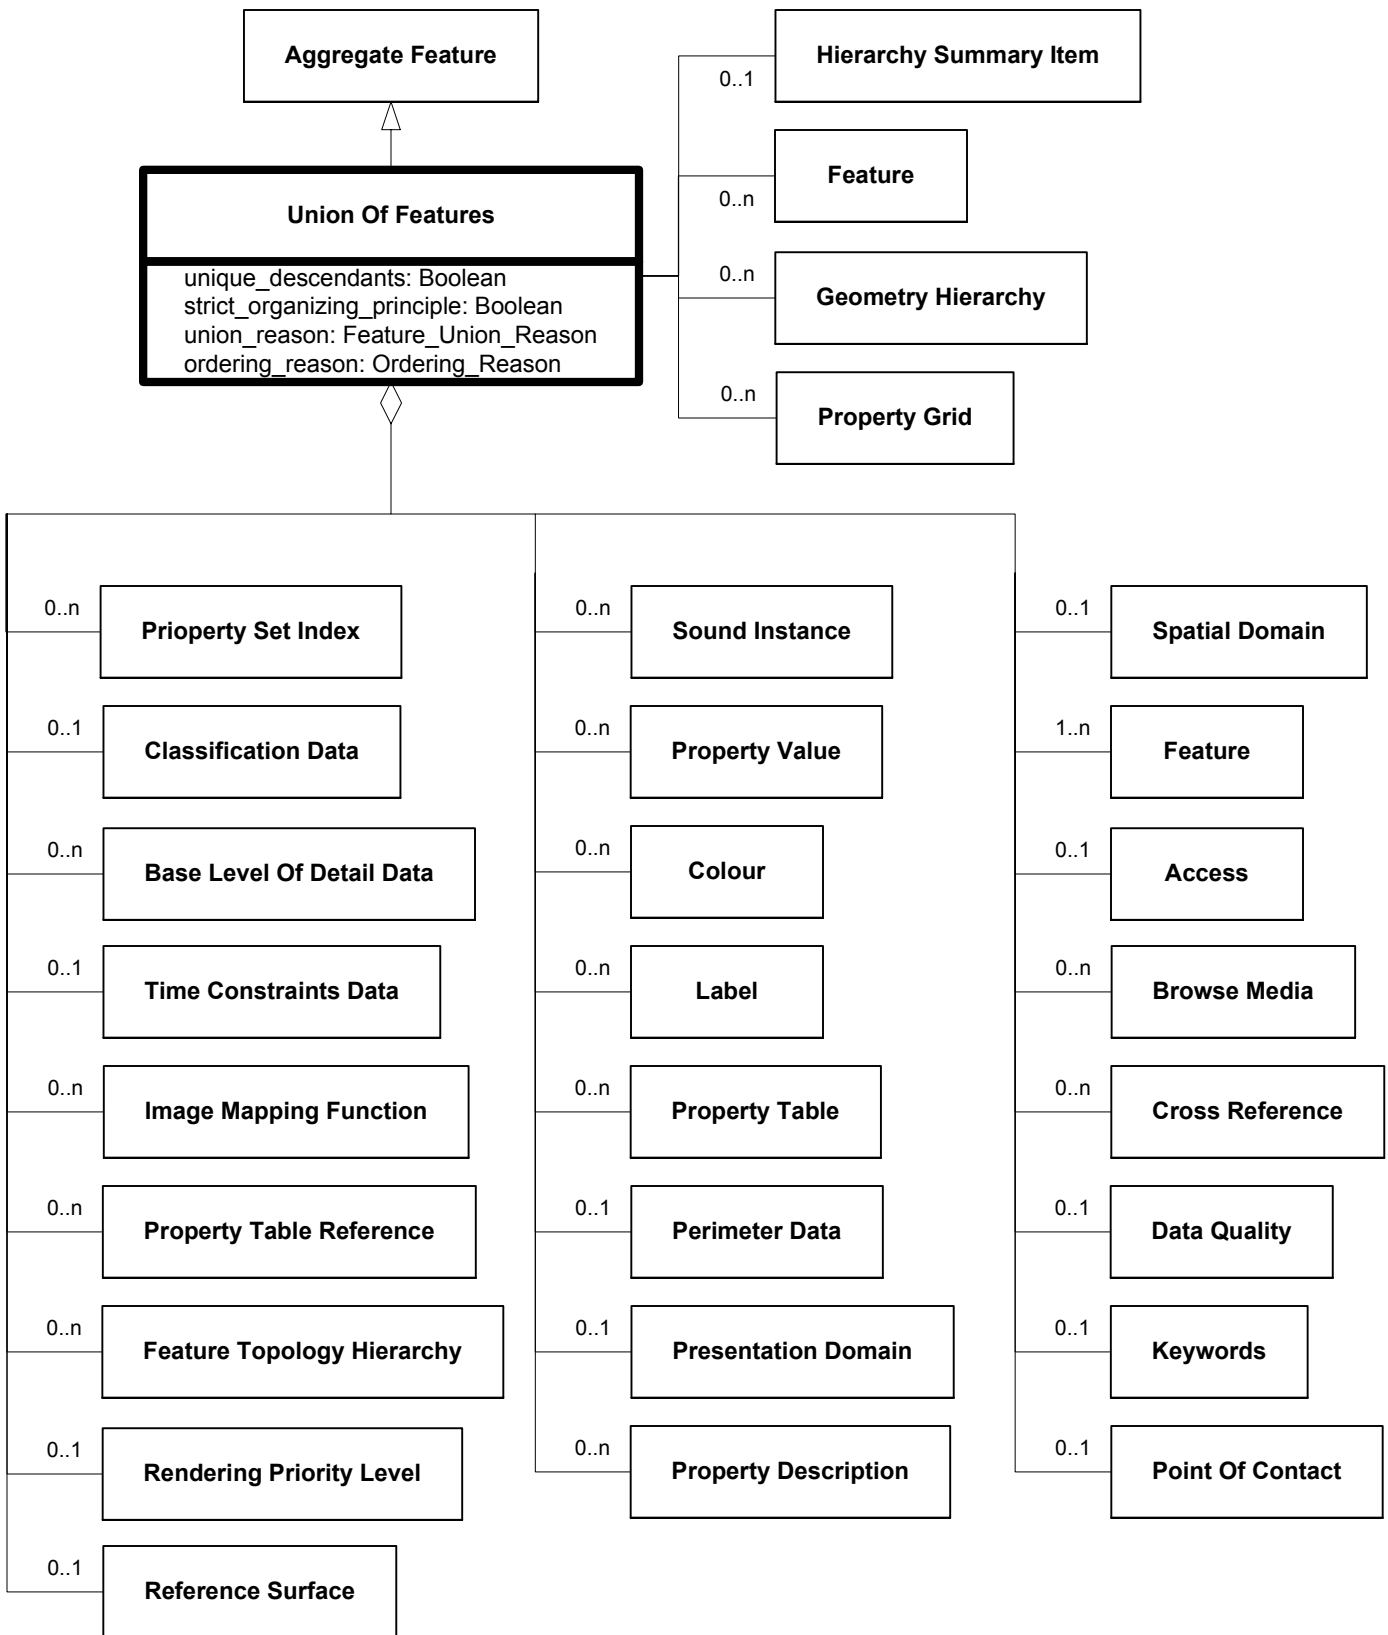 Aggregate Feature
Hierarchy Summary Item
0..1
Feature
0..n
Union Of Features
unique_descendants: Boolean
strict_organizing_principle: Boolean
union_reason: Feature_Union_Reason
ordering_reason: Ordering_Reason
0..n
Geometry Hierarchy
0..n
Property Grid
0..n
Prioperty Set Index
0..1
Classification Data
0..n
Base Level Of Detail Data
0..1
Time Constraints Data
0..n
Image Mapping Function
0..n
Property Table Reference
0..n
Feature Topology Hierarchy
0..1
Rendering Priority Level
0..1
Reference Surface
0..n
Sound Instance
0..n
Property Value
0..n
Colour
0..n
Label
0..n
Property Table
0..1
Perimeter Data
0..1
Presentation Domain
0..n
Property Description
0..1
Spatial Domain
1..n
Feature
0..1
Access
0..n
Browse Media
0..n
Cross Reference
0..1
Data Quality
0..1
Keywords
0..1
Point Of Contact